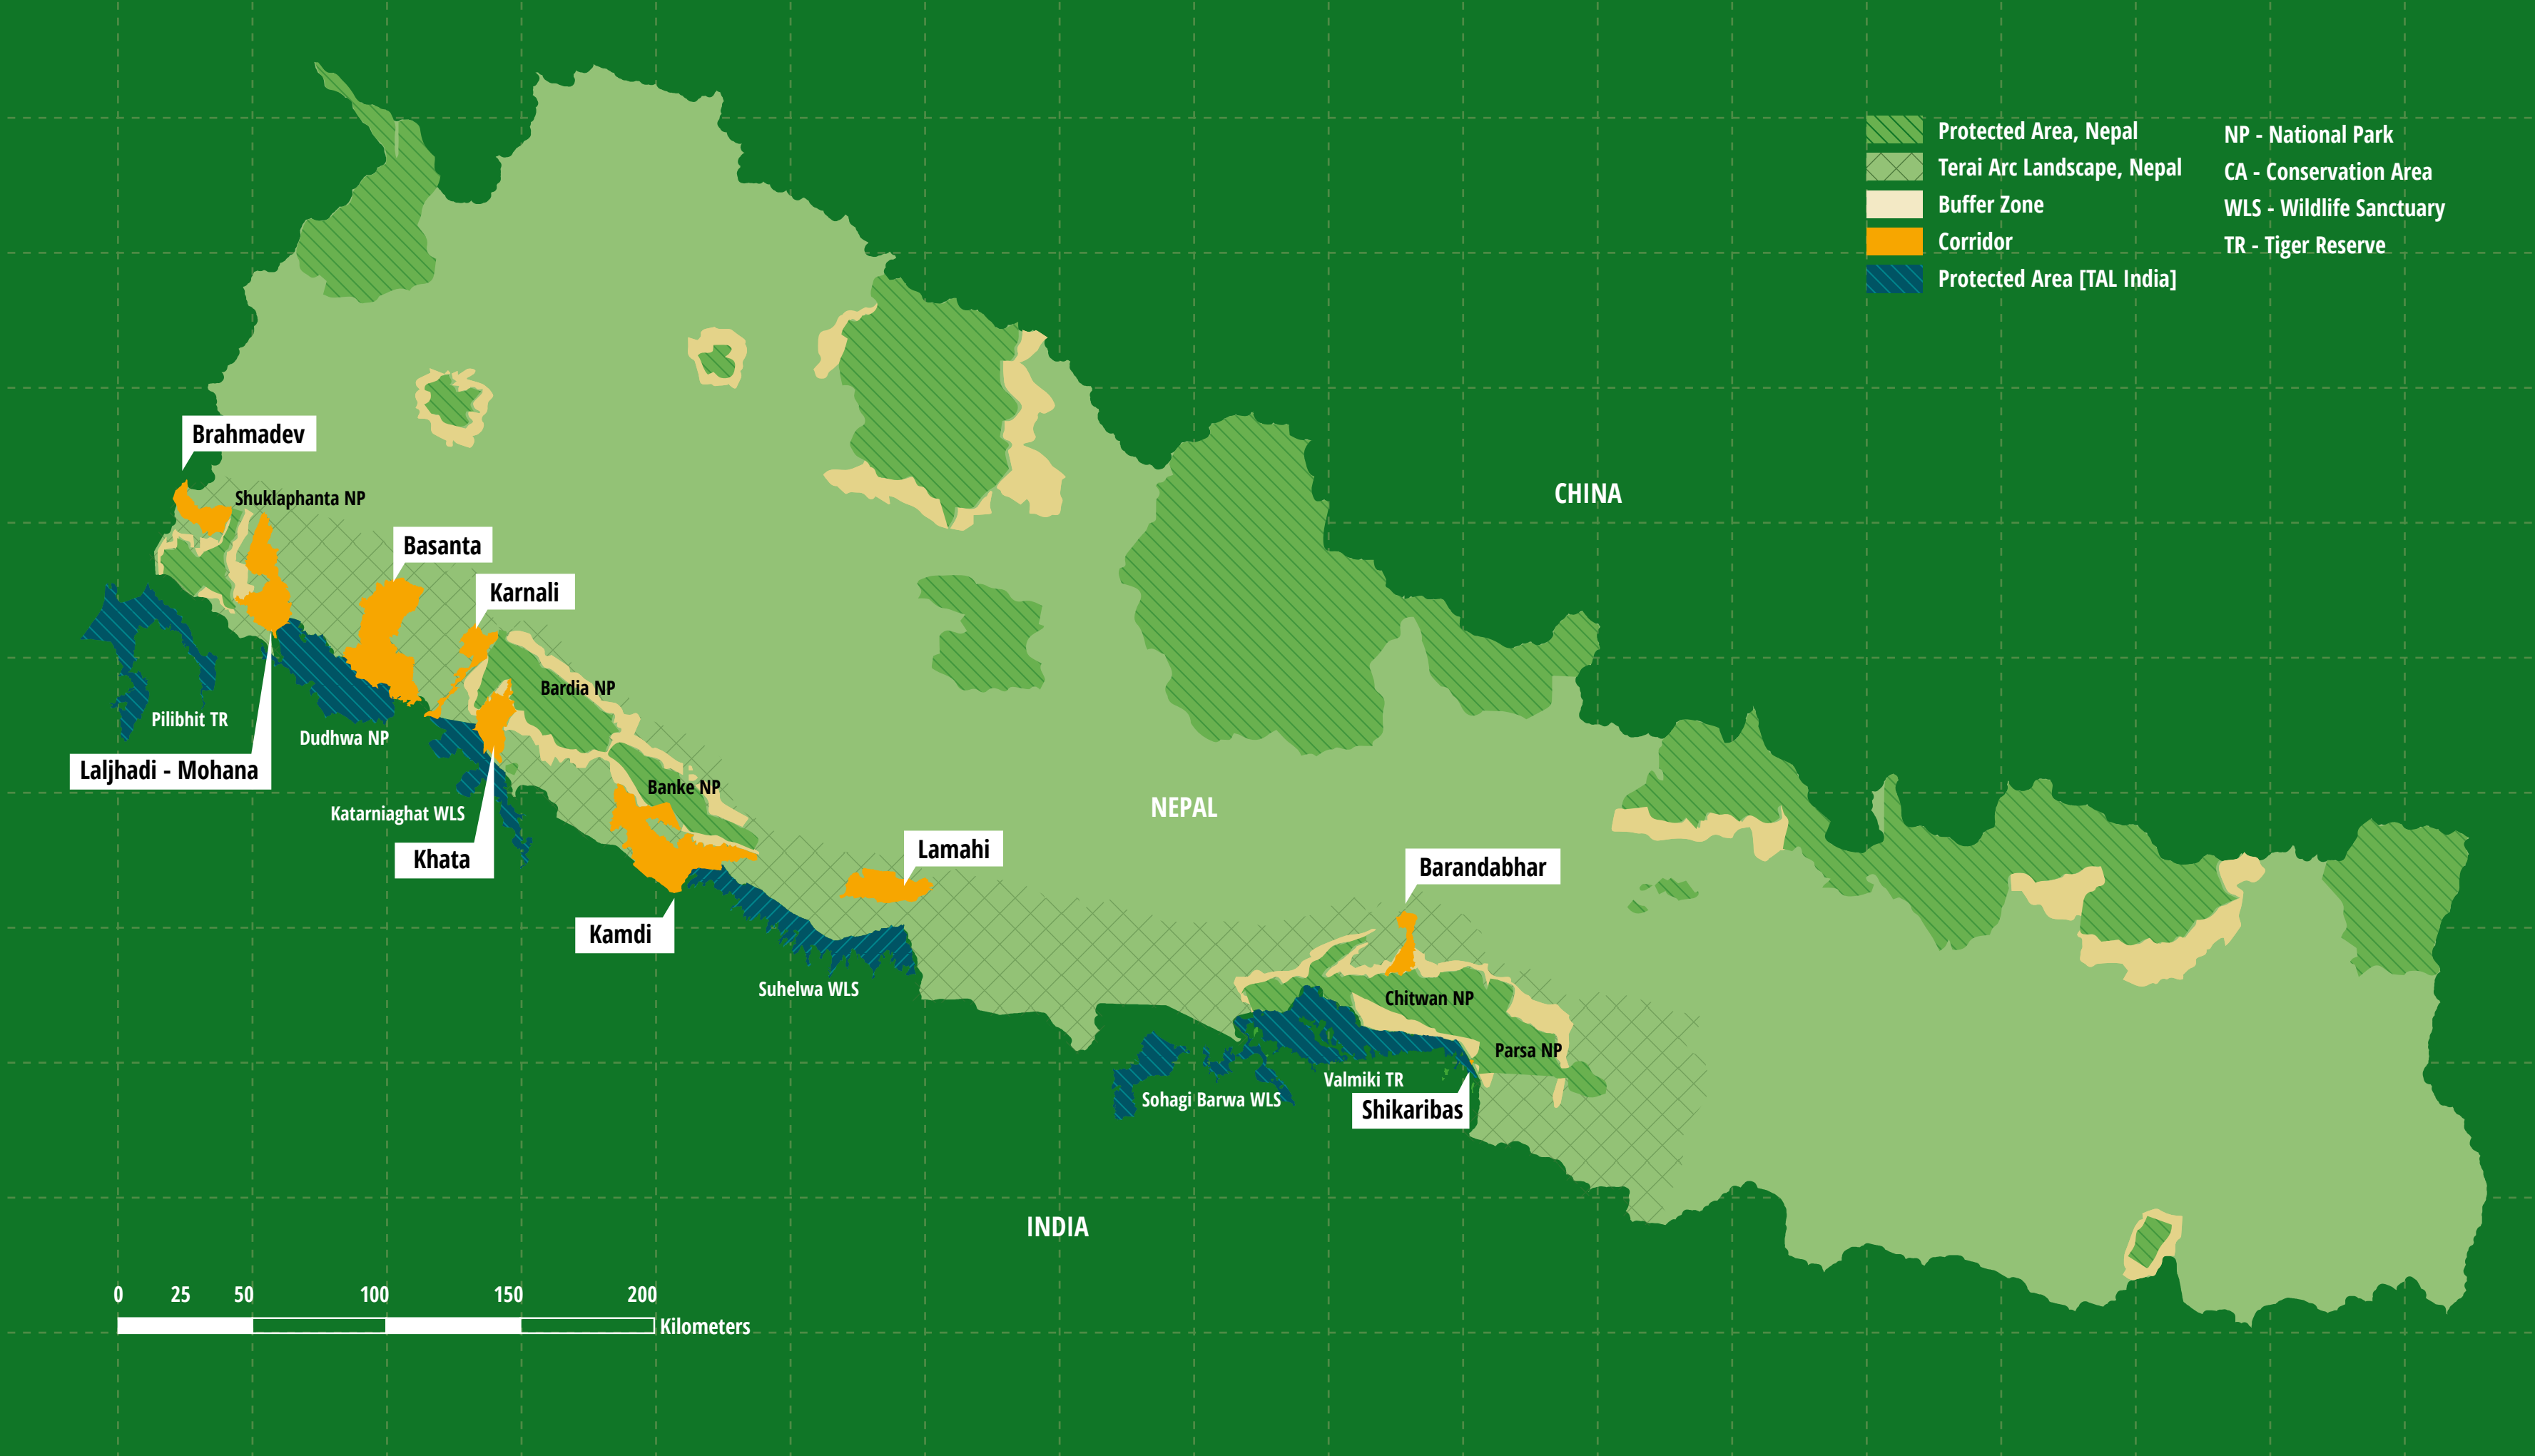 Protected Area, Nepal
Terai Arc Landscape, Nepal
Buffer Zone
Corridor
Protected Area [TAL India]
NP - National Park
CA - Conservation Area
WLS - Wildlife Sanctuary
TR - Tiger Reserve
Brahmadev
Shuklaphanta NP
CHINA
Basanta
Karnali
Bardia NP
Pilibhit TR
Dudhwa NP
Laljhadi - Mohana
Banke NP
NEPAL
Katarniaghat WLS
Khata
Lamahi
Barandabhar
Kamdi
Suhelwa WLS
Chitwan NP
Parsa NP
Valmiki TR
Sohagi Barwa WLS
Shikaribas
INDIA
0 25 50 100 150 200
Kilometers